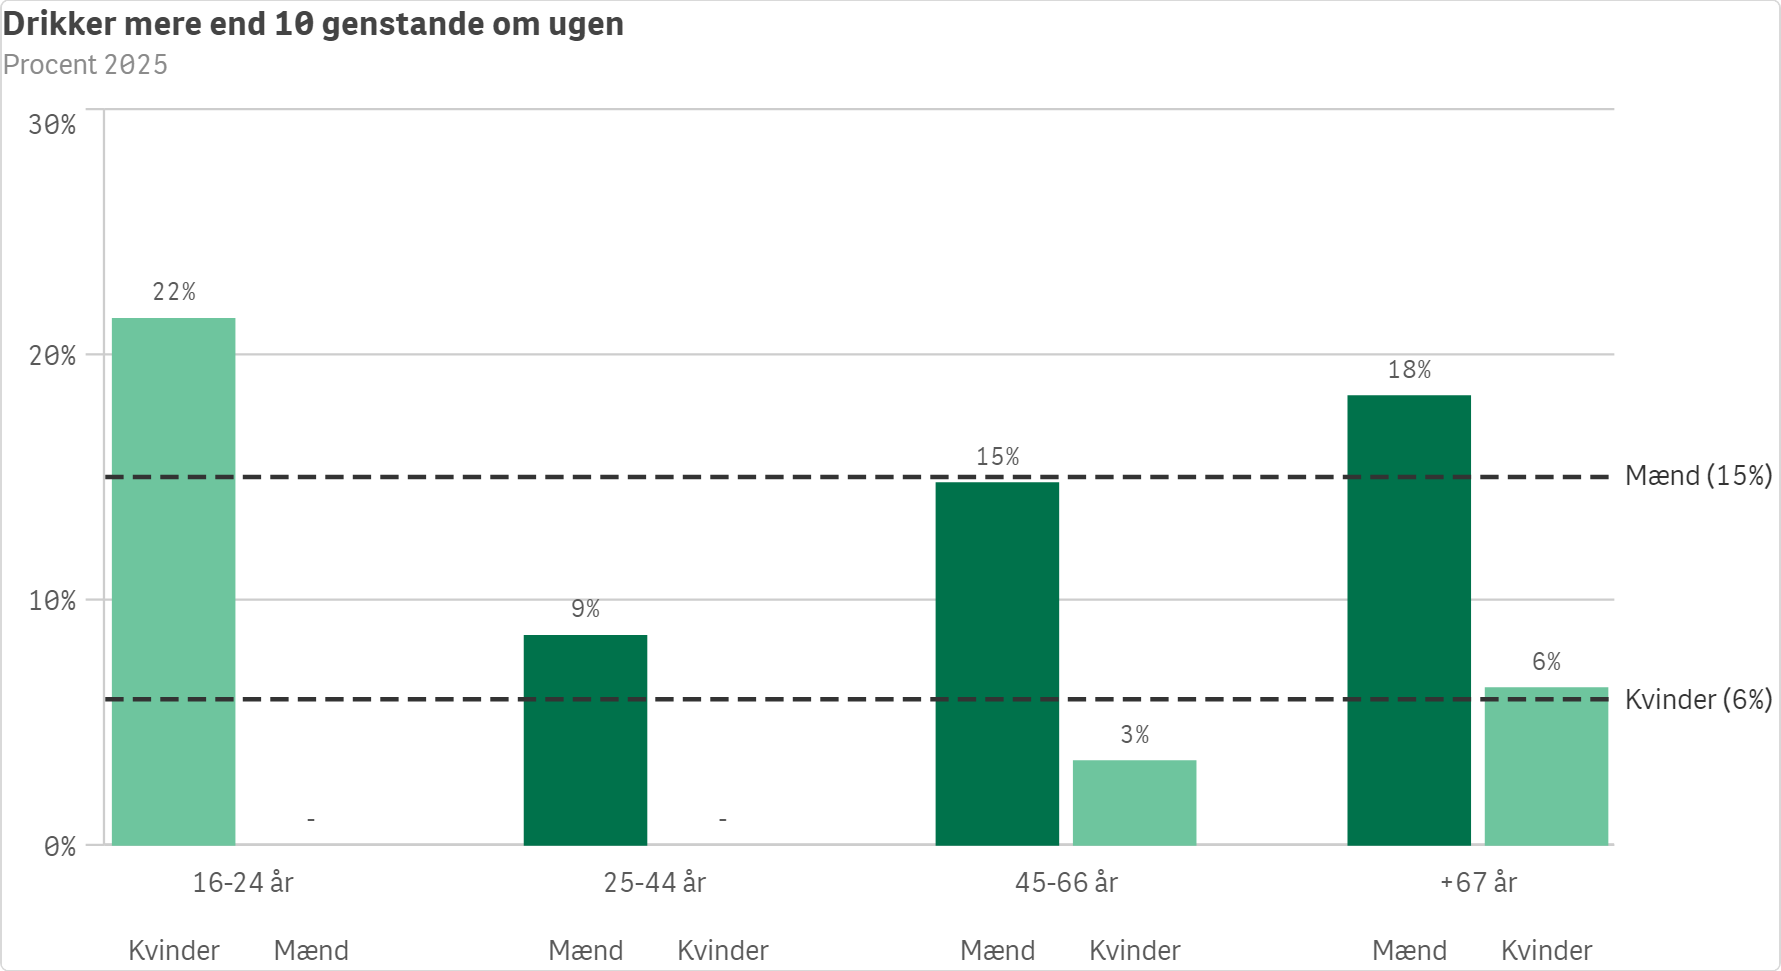 Drikker mere end 10 genstande om ugen
Procent 2025
30%
20%
10%
0%
22%
-
9%
-
15%
3%
18%
6%
Mænd (15%)
Kvinder (6%)
16-24 år
25-44 år
45-66 år
+67 år
Kvinder Mænd Mænd Kvinder Mænd Kvinder Mænd Kvinder